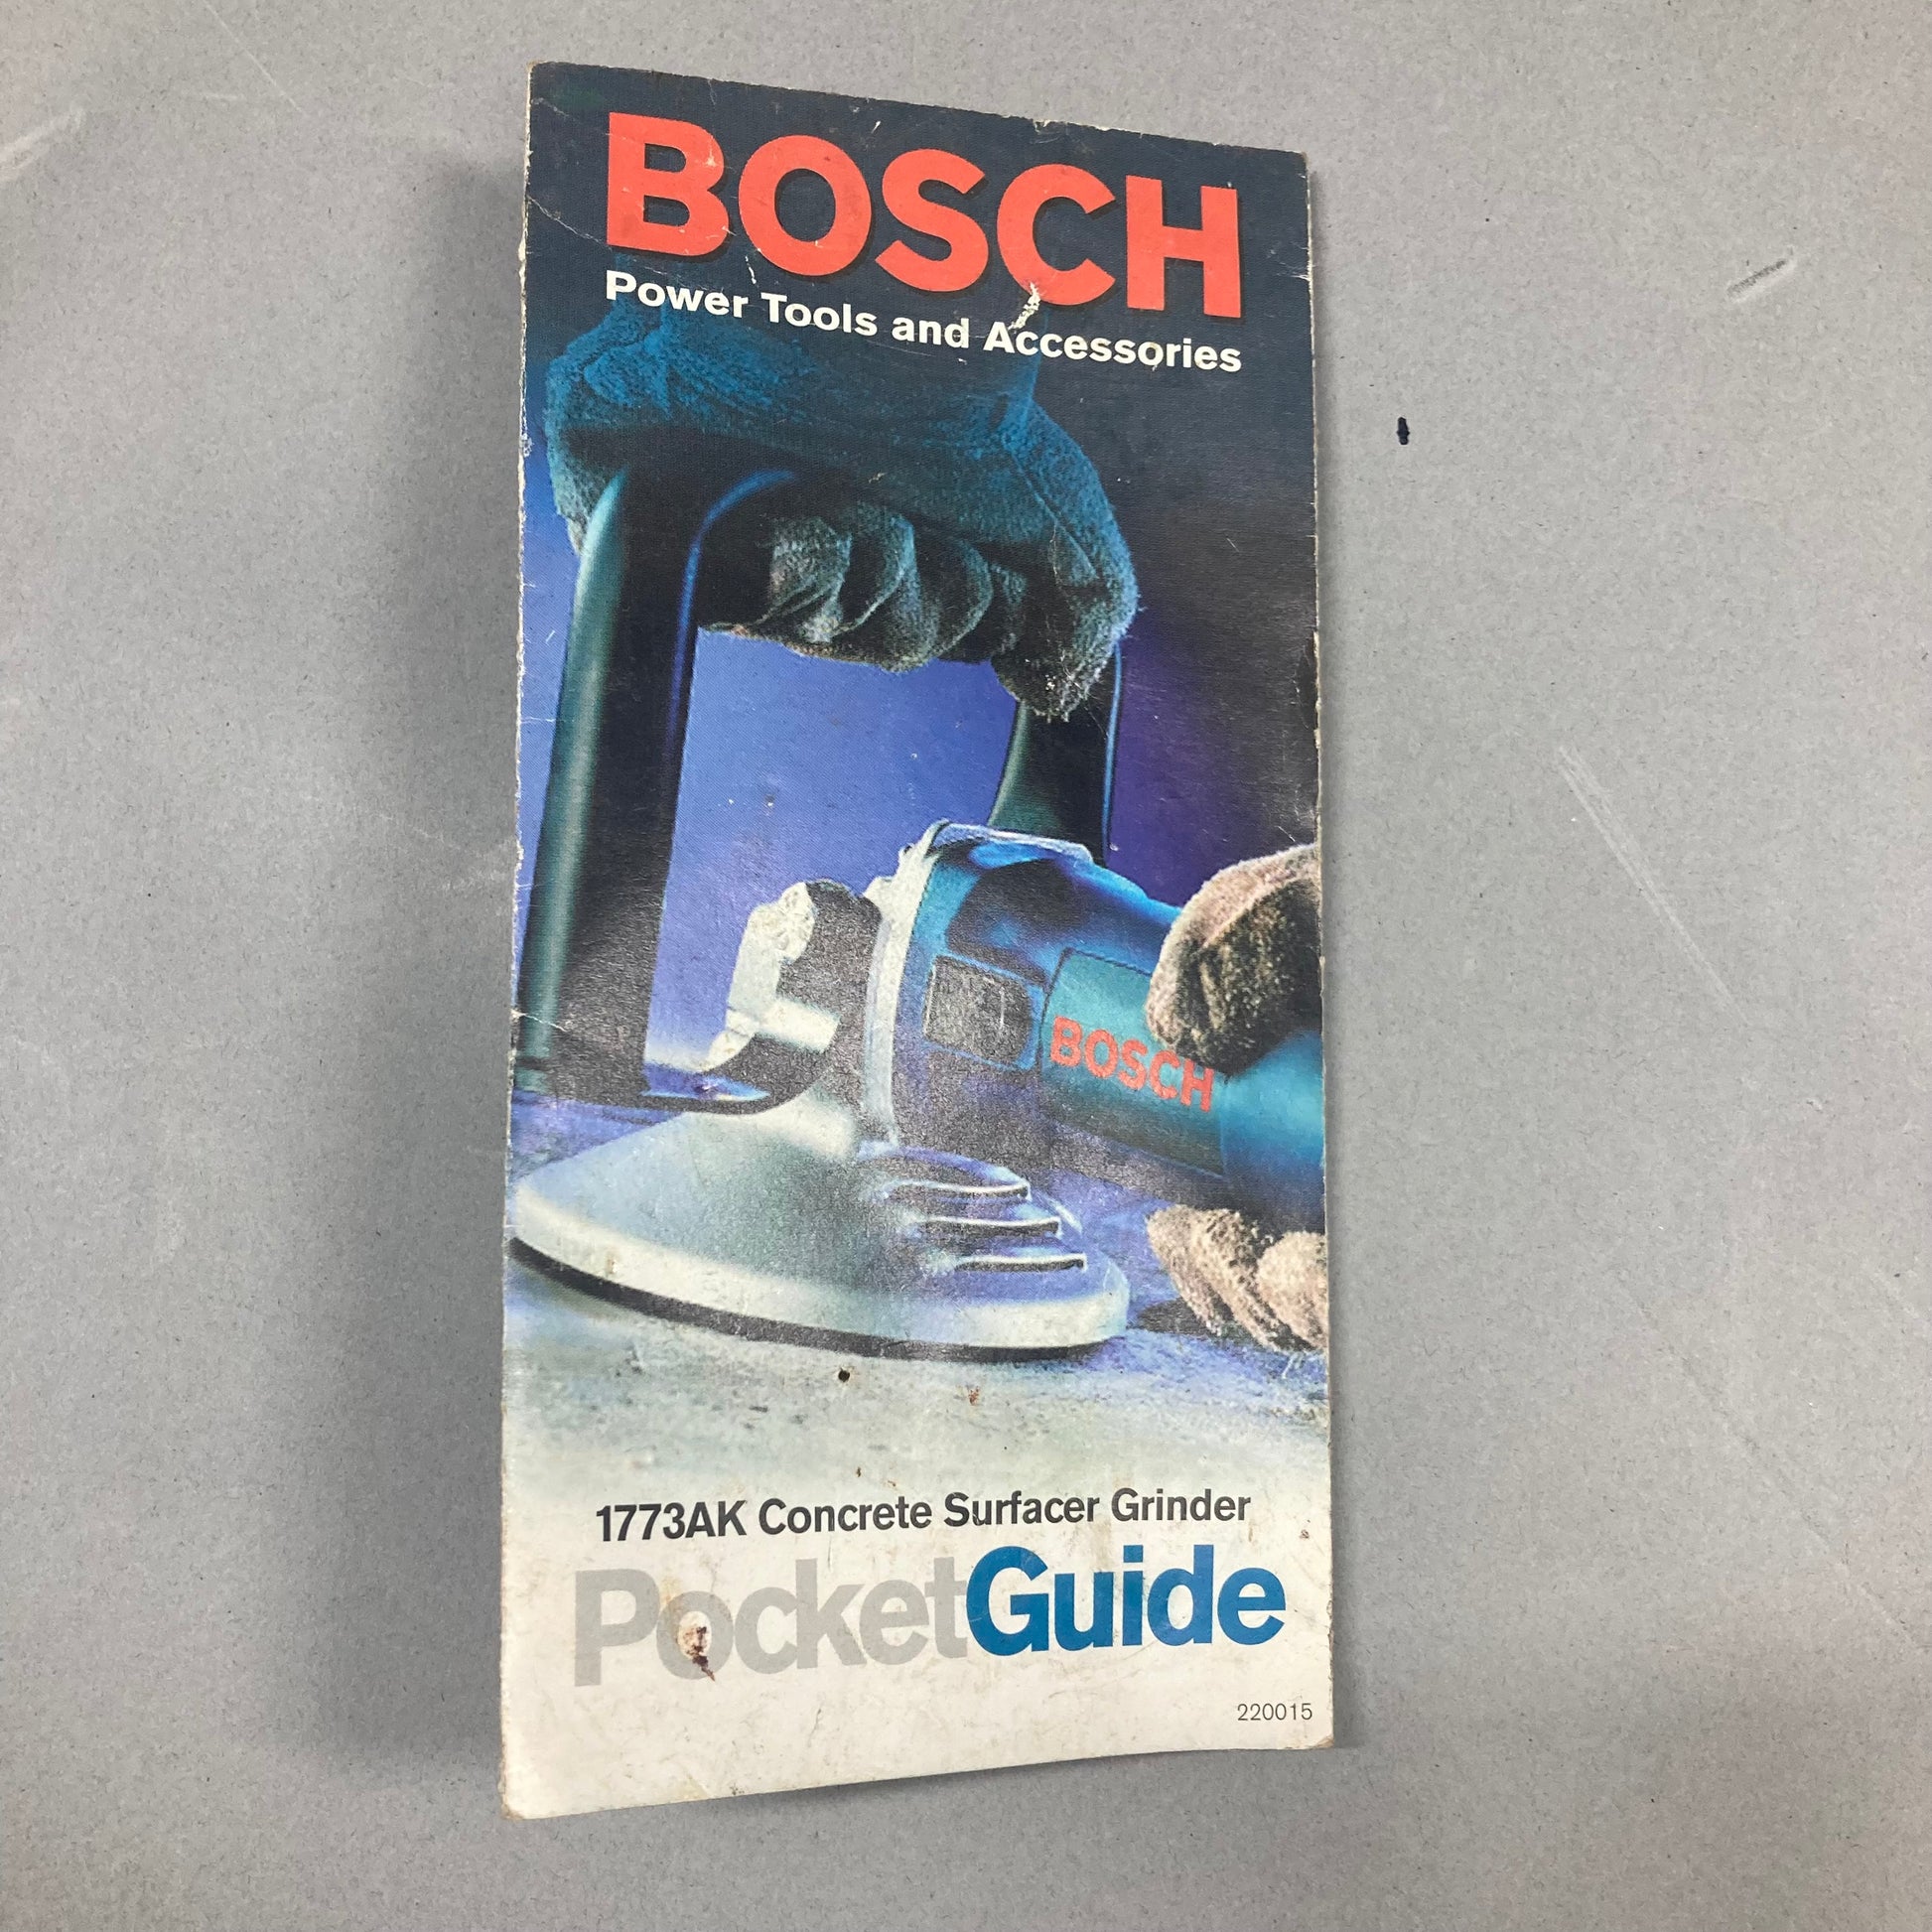 BOSCH
Power Tools and Accessories
BOSCH
1773AK Concrete Surfacer Grinder
PocketGuide
220015